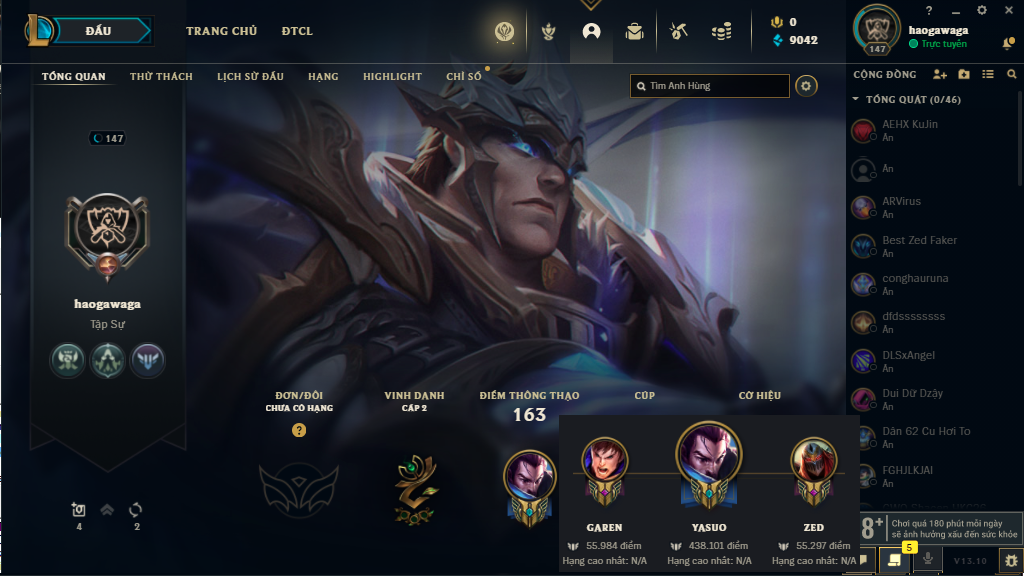 ĐẤU
TRANG CHỦ
ĐTCL
0
9042
147
haogawaga
Trực tuyến
TỔNG QUAN
THỬ THÁCH
LỊCH SỬ ĐẤU
HẠNG
HIGHLIGHT
CHỈ SỐ
Tìm Anh Hùng
CỘNG ĐỒNG
TỔNG QUÁT (0/46)
AEHX KuJin
Ẩn
Ẩn
ARVirus
Ẩn
Best Zed Faker
Ẩn
conghauruna
Ẩn
dfdssssssss
Ẩn
DLSxAngel
Ẩn
Dui Dữ Dzậy
Ẩn
Dân 62 Cu Hơi To
Ẩn
FGHJLKJAI
Ẩn
147
haogawaga
Tập Sự
4
2
ĐƠN/ĐÔI
CHƯA CÓ HẠNG
?
VINH DANH
CẤP 2
ĐIỂM THÔNG THẠO
163
CÚP
CỜ HIỆU
GAREN
55.984 điểm
Hạng cao nhất: N/A
YASUO
438.101 điểm
Hạng cao nhất: N/A
ZED
55.297 điểm
Hạng cao nhất: N/A
8+
Chơi quá 180 phút mỗi ngày
sẽ ảnh hưởng xấu đến sức khỏe
5
V13.10